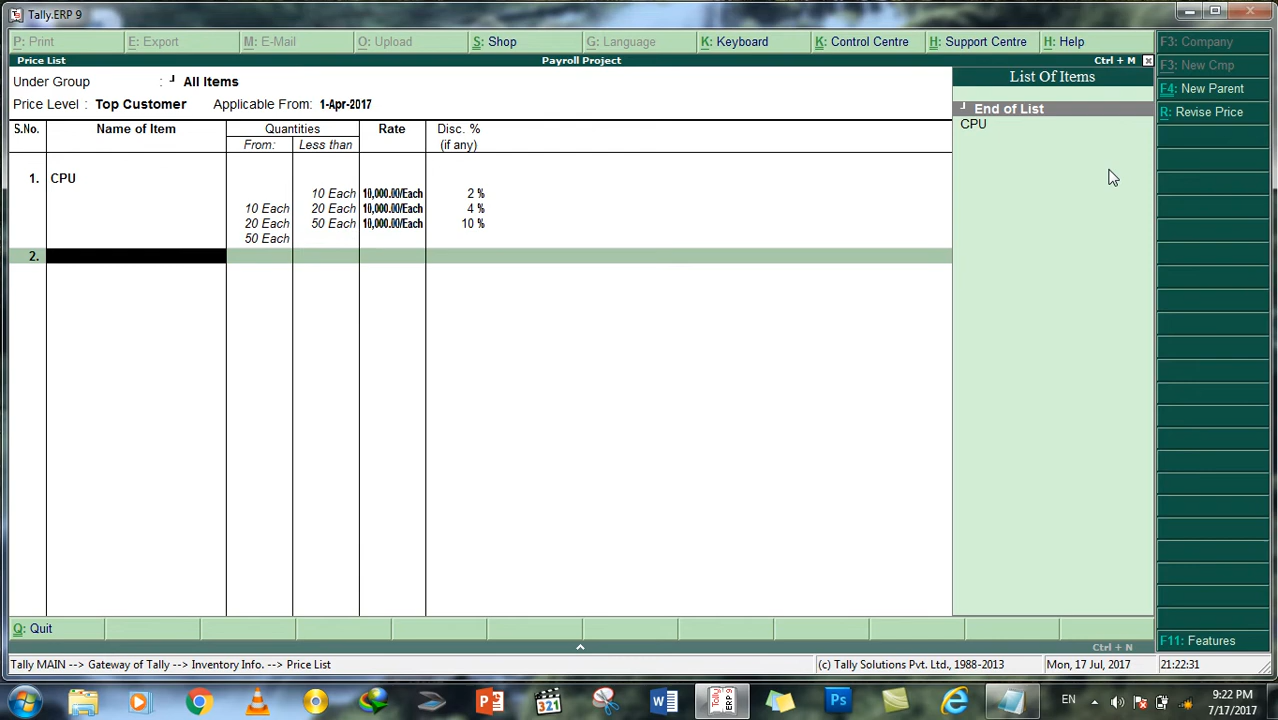 Tally.ERP 9
P: Print E: Export M: E-Mail O: Upload S: Shop G: Language K: Keyboard K: Control Centre H: Support Centre H: Help F3: Company
Price List Payroll Project Ctrl + M
Under Group : ┘ All Items List Of Items F3: New Cmp
┘ End of List F4: New Parent
Price Level : Top Customer Applicable From: 1-Apr-2017 CPU R: Revise Price
S.No. Name of Item Quantities Rate Disc. %
From: Less than (if any)
1. CPU
10 Each 10,000.00/Each 2 %
10 Each 20 Each 10,000.00/Each 4 %
20 Each 50 Each 10,000.00/Each 10 %
50 Each
2.
Q: Quit F11: Features
Ctrl + N
Tally MAIN --> Gateway of Tally --> Inventory Info. --> Price List (c) Tally Solutions Pvt. Ltd., 1988-2013 Mon, 17 Jul, 2017 21:22:31
321 Tally ERP 9 Ps EN 9:22 PM
7/17/2017